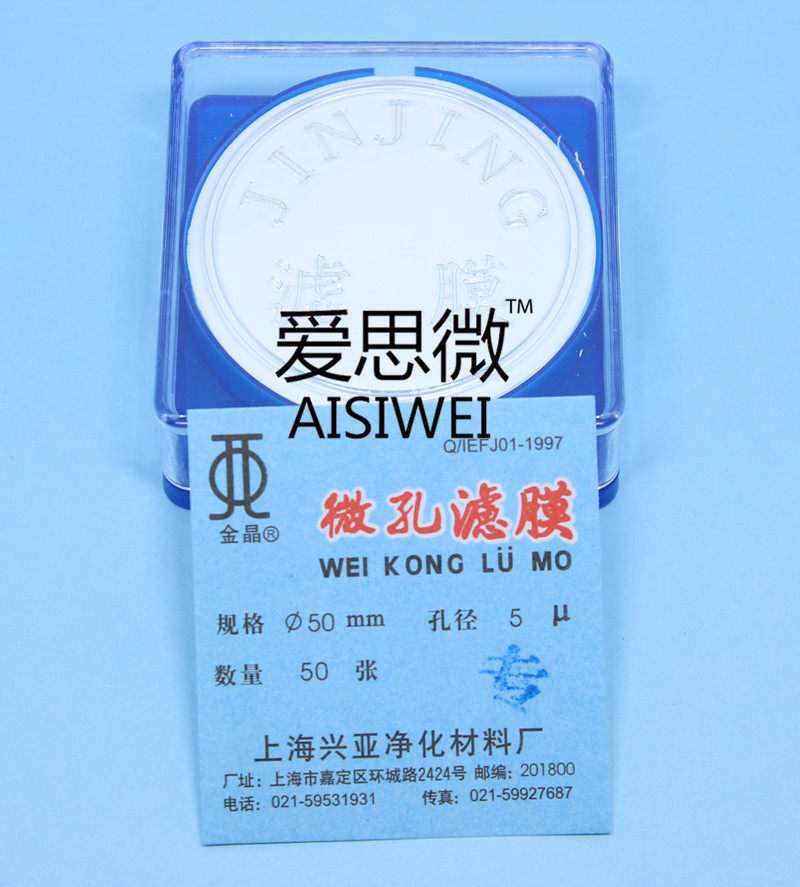 JINJING
滤 膜
爱思微™
AISIWEI
Q/IEFJ01-1997
金晶®
微孔滤膜
WEI KONG LÜ MO
规格 Ø50 mm 孔径 5 μ
数量 50 张
专
上海兴亚净化材料厂
厂址：上海市嘉定区环城路2424号 邮编：201800
电话：021-59531931 传真：021-59927687